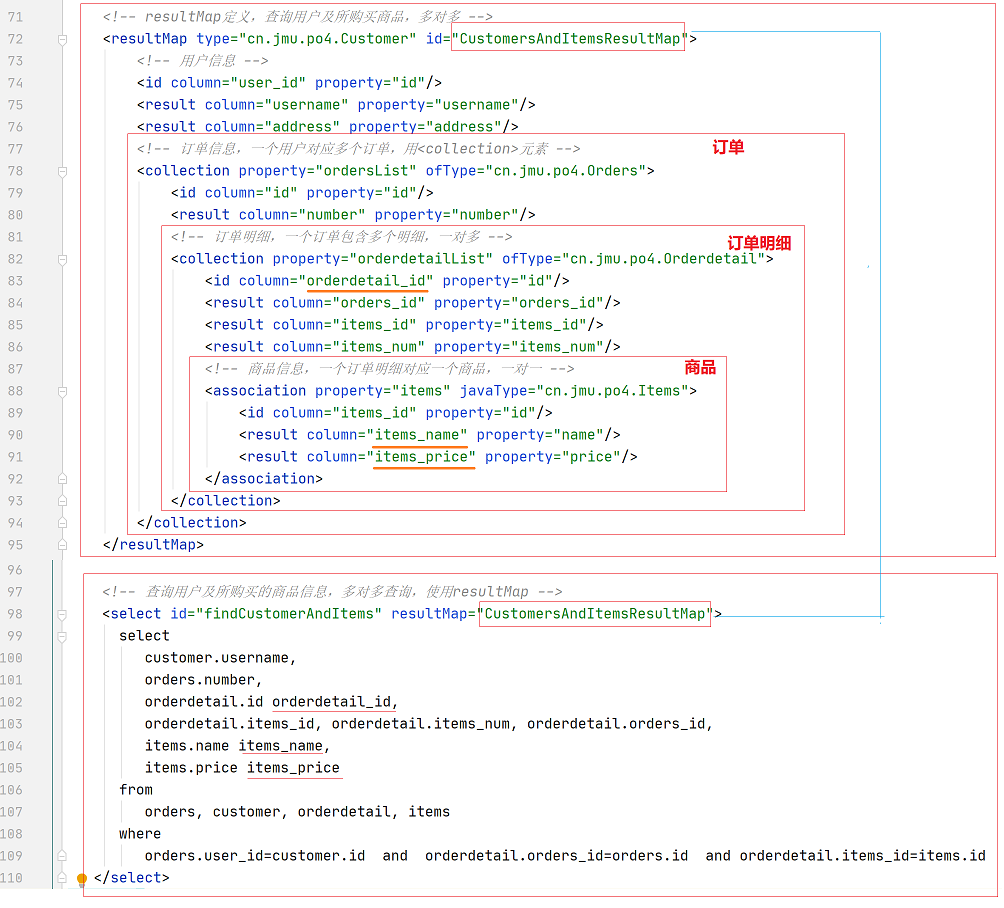 71 <!-- resultMap定义，查询用户及所购买商品，多对多 -->
72 <resultMap type="cn.jmu.po4.Customer" id="CustomersAndItemsResultMap">
73 <!-- 用户信息 -->
74 <id column="user_id" property="id"/>
75 <result column="username" property="username"/>
76 <result column="address" property="address"/>
77 <!-- 订单信息，一个用户对应多个订单，用<collection>元素 --> 订单
78 <collection property="ordersList" ofType="cn.jmu.po4.Orders">
79 <id column="id" property="id"/>
80 <result column="number" property="number"/>
81 <!-- 订单明细，一个订单包含多个明细，一对多 --> 订单明细
82 <collection property="orderdetailList" ofType="cn.jmu.po4.Orderdetail">
83 <id column="orderdetail_id" property="id"/>
84 <result column="orders_id" property="orders_id"/>
85 <result column="items_id" property="items_id"/>
86 <result column="items_num" property="items_num"/>
87 <!-- 商品信息，一个订单明细对应一个商品，一对一 --> 商品
88 <association property="items" javaType="cn.jmu.po4.Items">
89 <id column="items_id" property="id"/>
90 <result column="items_name" property="name"/>
91 <result column="items_price" property="price"/>
92 </association>
93 </collection>
94 </collection>
95 </resultMap>
96
97 <!-- 查询用户及所购买的商品信息，多对多查询，使用resultMap -->
98 <select id="findCustomerAndItems" resultMap="CustomersAndItemsResultMap">
99 select
100 customer.username,
101 orders.number,
102 orderdetail.id orderdetail_id,
103 orderdetail.items_id, orderdetail.items_num, orderdetail.orders_id,
104 items.name items_name,
105 items.price items_price
106 from
107 orders, customer, orderdetail, items
108 where
109 orders.user_id=customer.id and orderdetail.orders_id=orders.id and orderdetail.items_id=items.id
110 </select>